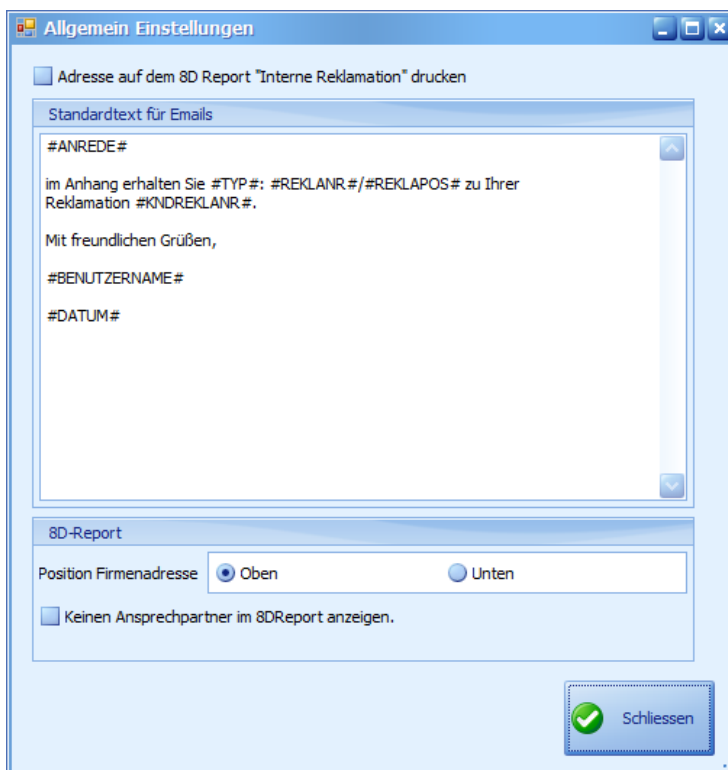 Allgemein Einstellungen
Adresse auf dem 8D Report "Interne Reklamation" drucken
Standardtext für Emails
#ANREDE#
im Anhang erhalten Sie #TYP#: #REKLANR#/#REKLAPOS# zu Ihrer
Reklamation #KNDREKLANR#.
Mit freundlichen Grüßen,
#BENUTZERNAME#
#DATUM#
8D-Report
Position Firmenadresse Oben Unten
Keinen Ansprechpartner im 8DReport anzeigen.
Schliessen